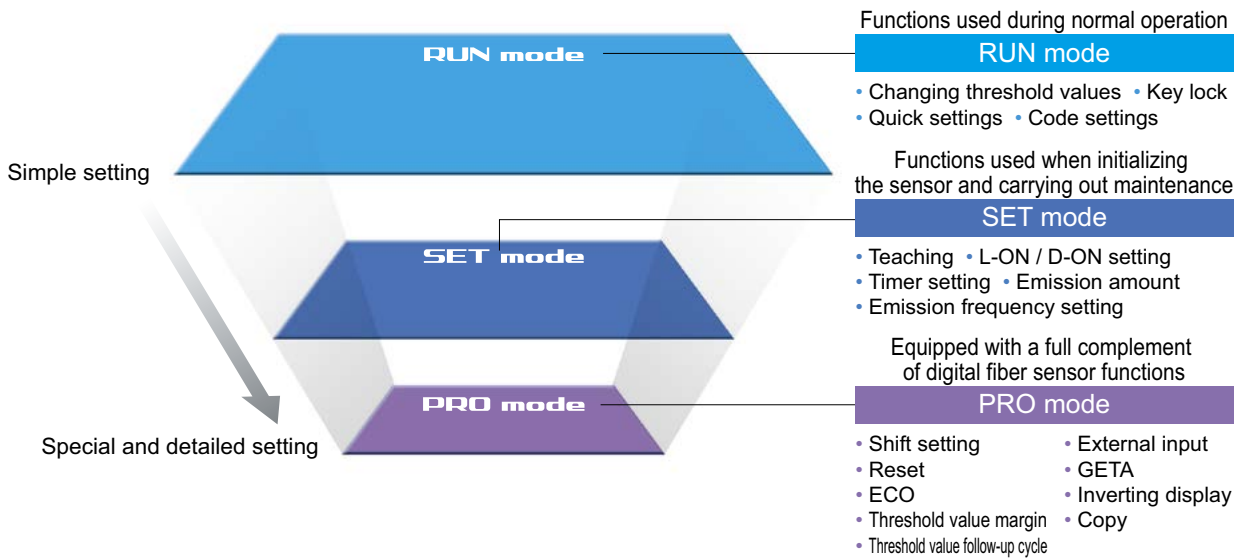 Functions used during normal operation
RUN mode
RUN mode
• Changing threshold values • Key lock
• Quick settings • Code settings
Simple setting
Functions used when initializing
the sensor and carrying out maintenance
SET mode
SET mode
• Teaching • L-ON / D-ON setting
• Timer setting • Emission amount
• Emission frequency setting
Equipped with a full complement
of digital fiber sensor functions
PRO mode
PRO mode
Special and detailed setting
• Shift setting
• Reset
• ECO
• Threshold value margin
• Threshold value follow-up cycle
• External input
• GETA
• Inverting display
• Copy